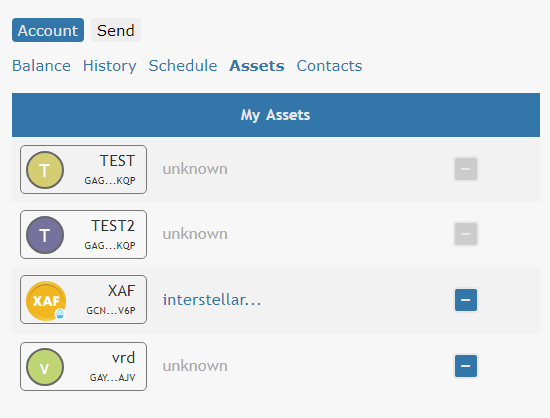 Account Send
Balance History Schedule Assets Contacts
My Assets
T TEST unknown −
GAG...KQP
T TEST2 unknown −
GAG...KQP
XAF XAF interstellar... −
GCN...V6P
v vrd unknown −
GAY...AJV